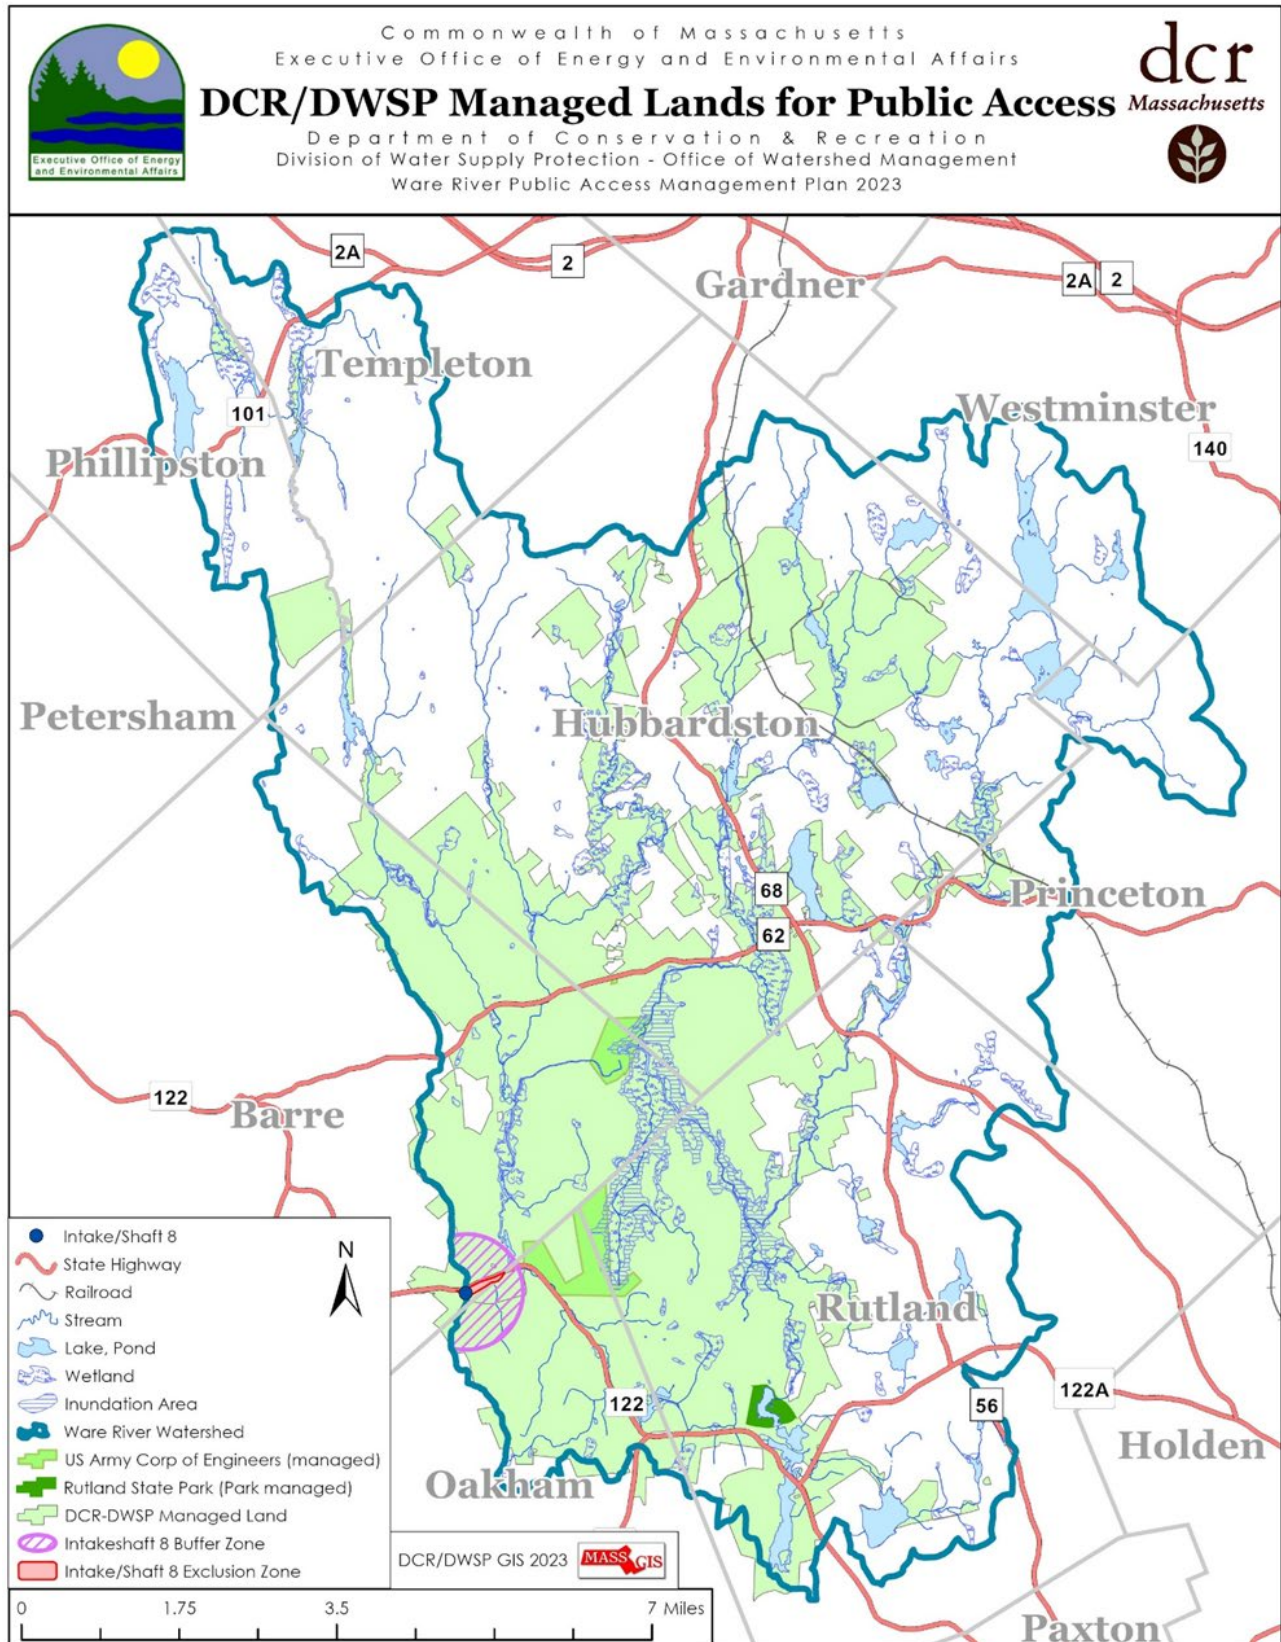 Commonwealth of Massachusetts
Executive Office of Energy and Environmental Affairs
DCR/DWSP Managed Lands for Public Access
Department of Conservation & Recreation
Division of Water Supply Protection - Office of Watershed Management
Ware River Public Access Management Plan 2023
Executive Office of Energy
and Environmental Affairs
dcr
Massachusetts
2A
2
Gardner
2A
2
Templeton
101
Westminster
140
Phillipston
Petersham
Hubbardston
68
Princeton
62
122
Barre
Rutland
122
56
122A
Holden
Oakham
Paxton
N
Intake/Shaft 8
State Highway
Railroad
Stream
Lake, Pond
Wetland
Inundation Area
Ware River Watershed
US Army Corp of Engineers (managed)
Rutland State Park (Park managed)
DCR-DWSP Managed Land
Intakeshaft 8 Buffer Zone
Intake/Shaft 8 Exclusion Zone
DCR/DWSP GIS 2023
MASS GIS
0 1.75 3.5 7 Miles